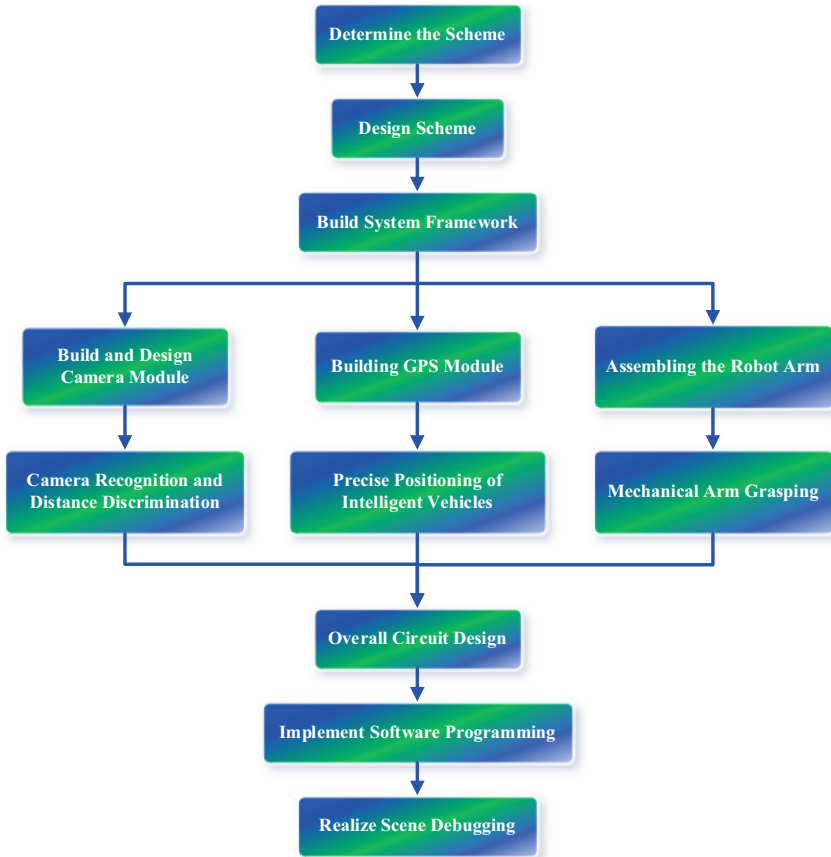 Determine the Scheme
Design Scheme
Build System Framework
Build and Design
Camera Module
Building GPS Module
Assembling the Robot Arm
Camera Recognition and
Distance Discrimination
Precise Positioning of
Intelligent Vehicles
Mechanical Arm Grasping
Overall Circuit Design
Implement Software Programming
Realize Scene Debugging